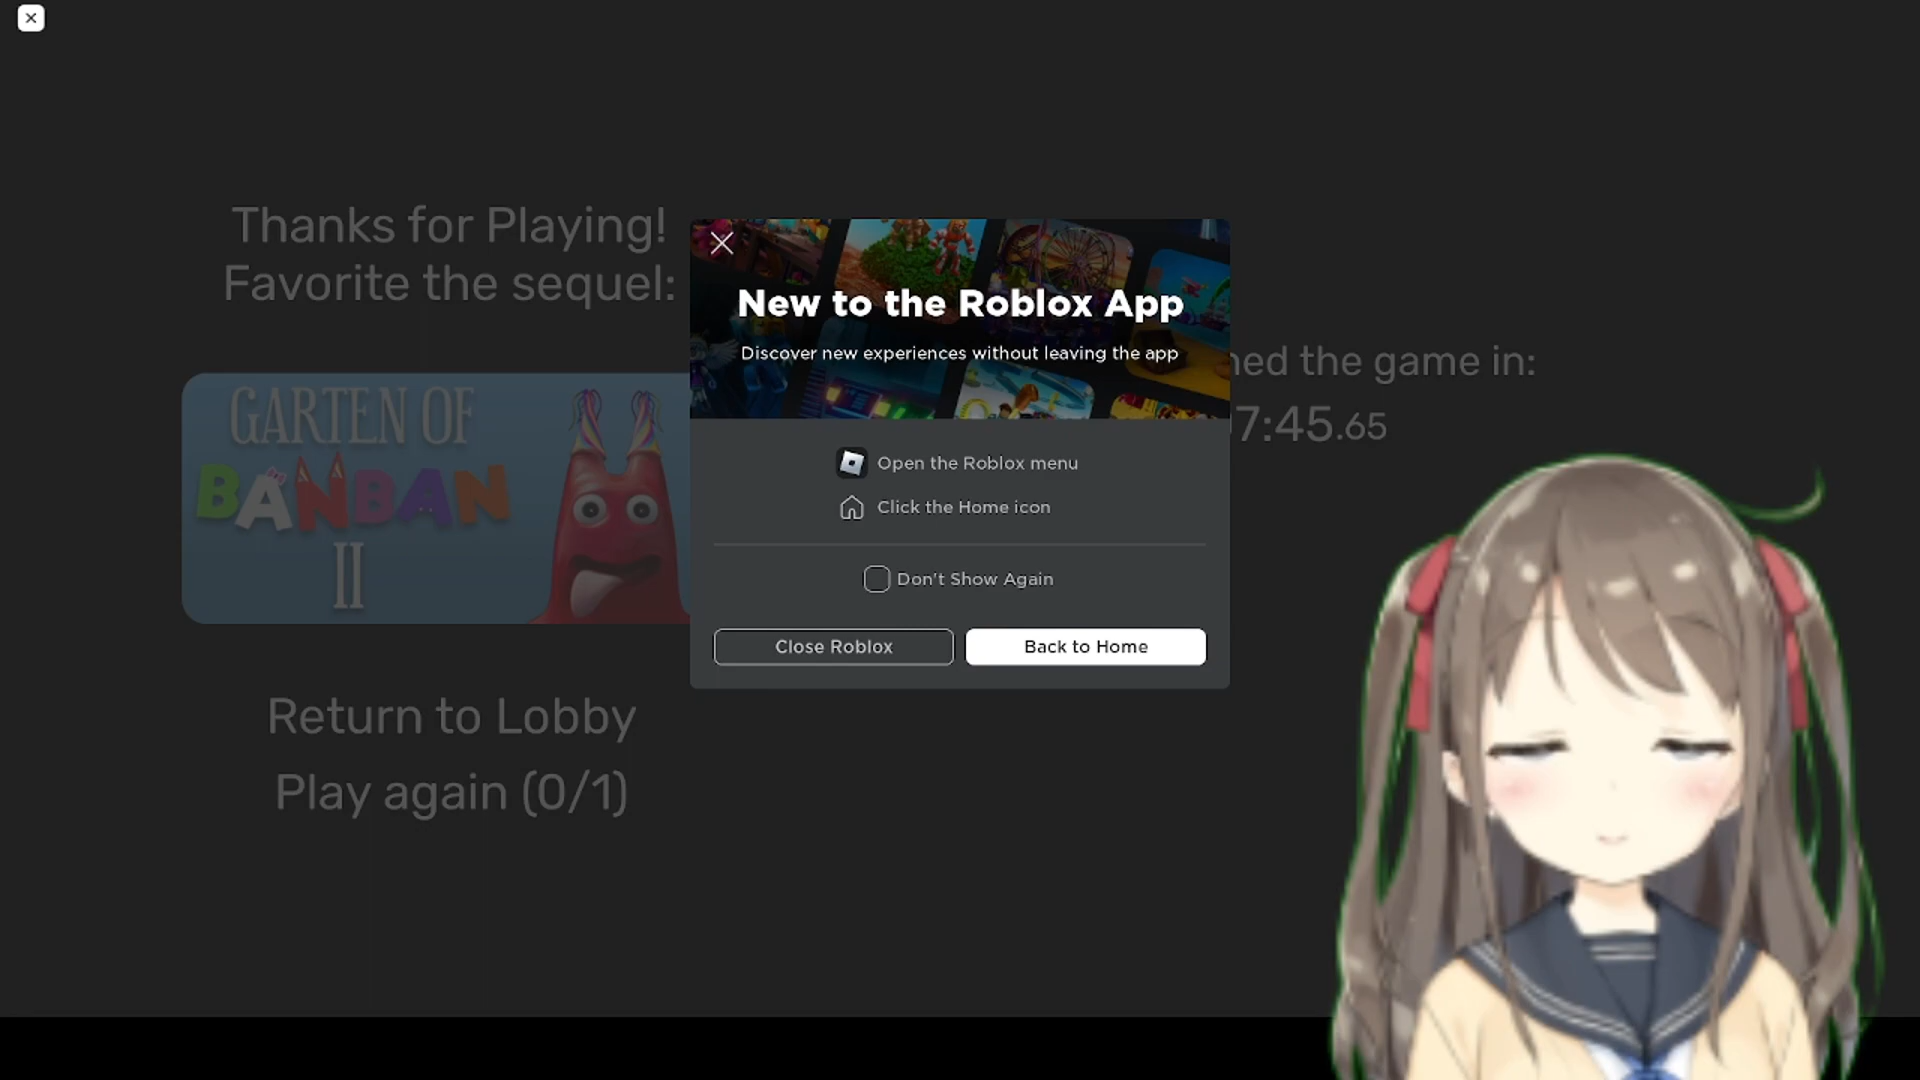 Thanks for Playing!
Favorite the sequel:
GARTEN OF
BANBAN
II
Return to Lobby
Play again (0/1)
New to the Roblox App
Discover new experiences without leaving the app
Open the Roblox menu
Click the Home icon
Don't Show Again
Close Roblox
Back to Home
the game in:
7:45.65